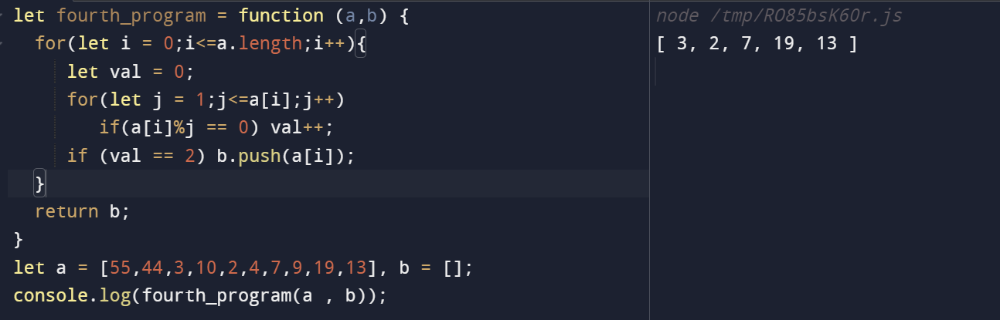 let fourth_program = function (a,b) {
for(let i = 0;i<=a.length;i++){
let val = 0;
for(let j = 1;j<=a[i];j++)
if(a[i]%j == 0) val++;
if (val == 2) b.push(a[i]);
}
return b;
}
let a = [55,44,3,10,2,4,7,9,19,13], b = [];
console.log(fourth_program(a , b));
node /tmp/RO85bsK60r.js
[ 3, 2, 7, 19, 13 ]